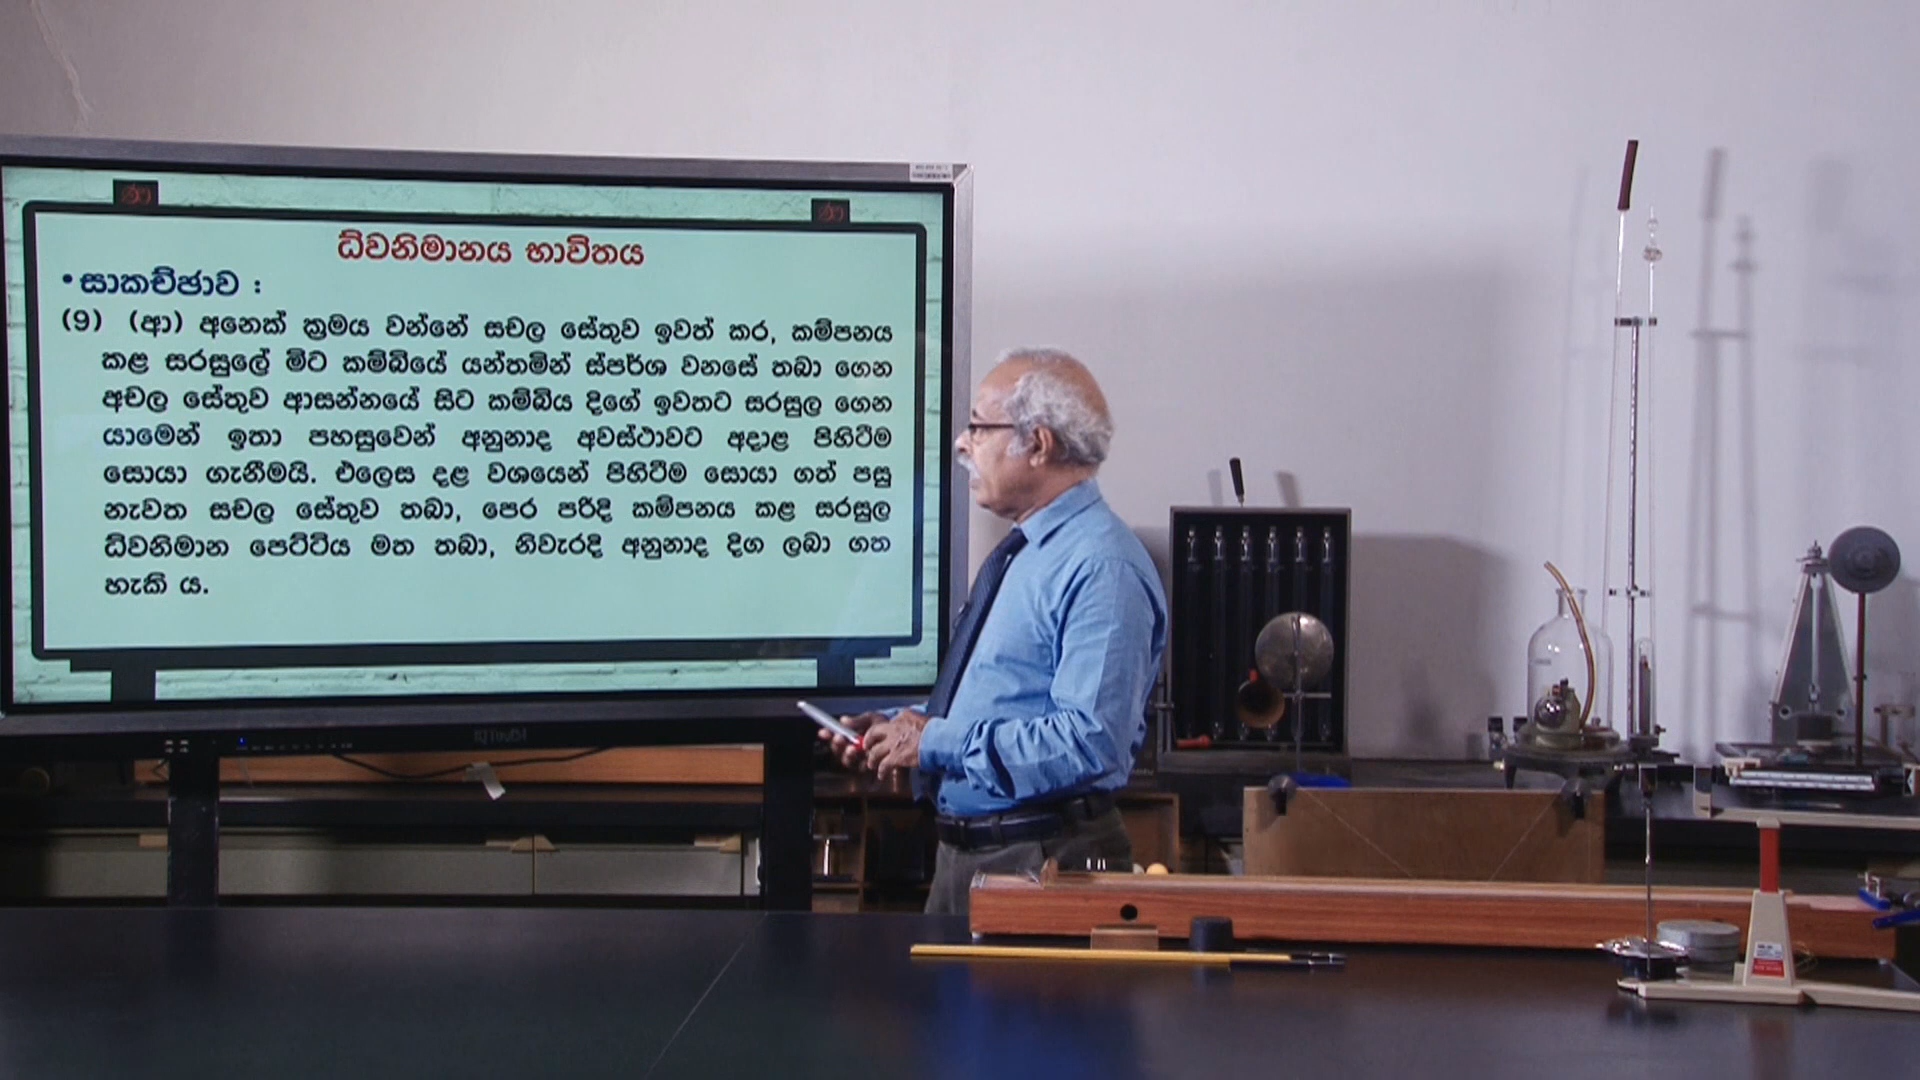 ධ්වනිමානය භාවිතය
• සාකච්ඡාව :
(9) (ආ) අනෙක් ක්‍රමය වන්නේ සචල සේතුව ඉවත් කර, කම්පනය
කළ සරසුලේ මිට කම්බියේ යන්තමින් ස්පර්ශ වනසේ තබා ගෙන
අචල සේතුව ආසන්නයේ සිට කම්බිය දිගේ ඉවතට සරසුල ගෙන
යාමෙන් ඉතා පහසුවෙන් අනුනාද අවස්ථාවට අදාළ පිහිටීම
සොයා ගැනීමයි. එලෙස දළ වශයෙන් පිහිටීම සොයා ගත් පසු
නැවත සචල සේතුව තබා, පෙර පරිදි කම්පනය කළ සරසුල
ධ්වනිමාන පෙට්ටිය මත තබා, නිවැරදි අනුනාද දිග ලබා ගත
හැකි ය.